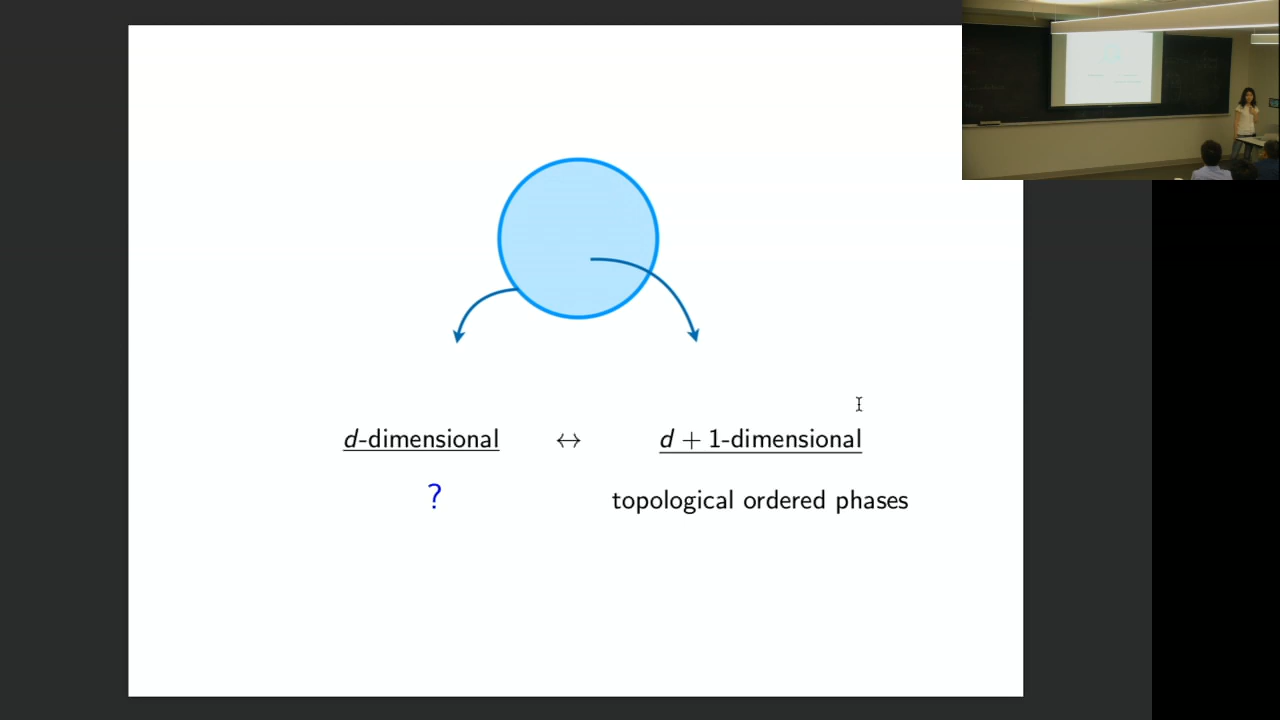 d-dimensional ↔ d + 1-dimensional
? topological ordered phases